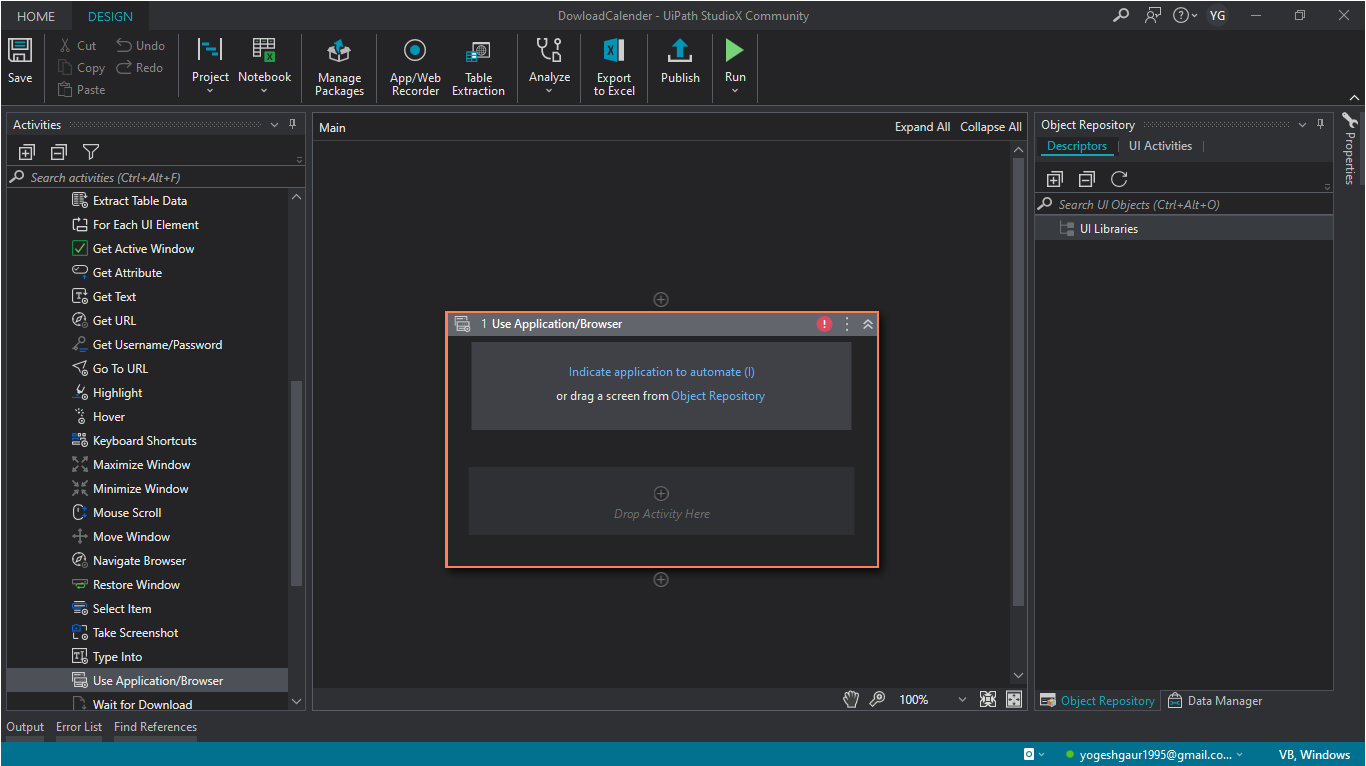 HOME DESIGN DowloadCalender - UiPath StudioX Community YG
Save
Cut
Copy
Paste
Undo
Redo
Project
Notebook
Manage
Packages
App/Web
Recorder
Table
Extraction
Analyze
Export
to Excel
Publish
Run
Activities
Search activities (Ctrl+Alt+F)
Extract Table Data
For Each UI Element
Get Active Window
Get Attribute
Get Text
Get URL
Get Username/Password
Go To URL
Highlight
Hover
Keyboard Shortcuts
Maximize Window
Minimize Window
Mouse Scroll
Move Window
Navigate Browser
Restore Window
Select Item
Take Screenshot
Type Into
Use Application/Browser
Wait for Download
Main Expand All Collapse All
1 Use Application/Browser
Indicate application to automate (I)
or drag a screen from Object Repository
Drop Activity Here
100%
Object Repository
Descriptors UI Activities
Search UI Objects (Ctrl+Alt+O)
UI Libraries
Object Repository Data Manager
Properties
Output Error List Find References
yogeshgaur1995@gmail.co... VB, Windows